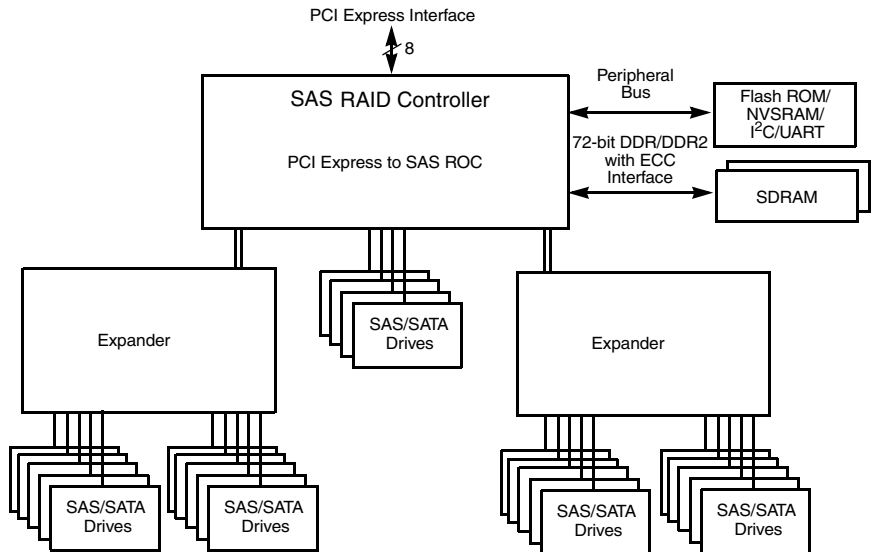 PCI Express Interface
8
SAS RAID Controller
PCI Express to SAS ROC
Peripheral
Bus
Flash ROM/
NVSRAM/
I²C/UART
72-bit DDR/DDR2
with ECC
Interface
SDRAM
Expander
SAS/SATA
Drives
Expander
SAS/SATA
Drives
SAS/SATA
Drives
SAS/SATA
Drives
SAS/SATA
Drives